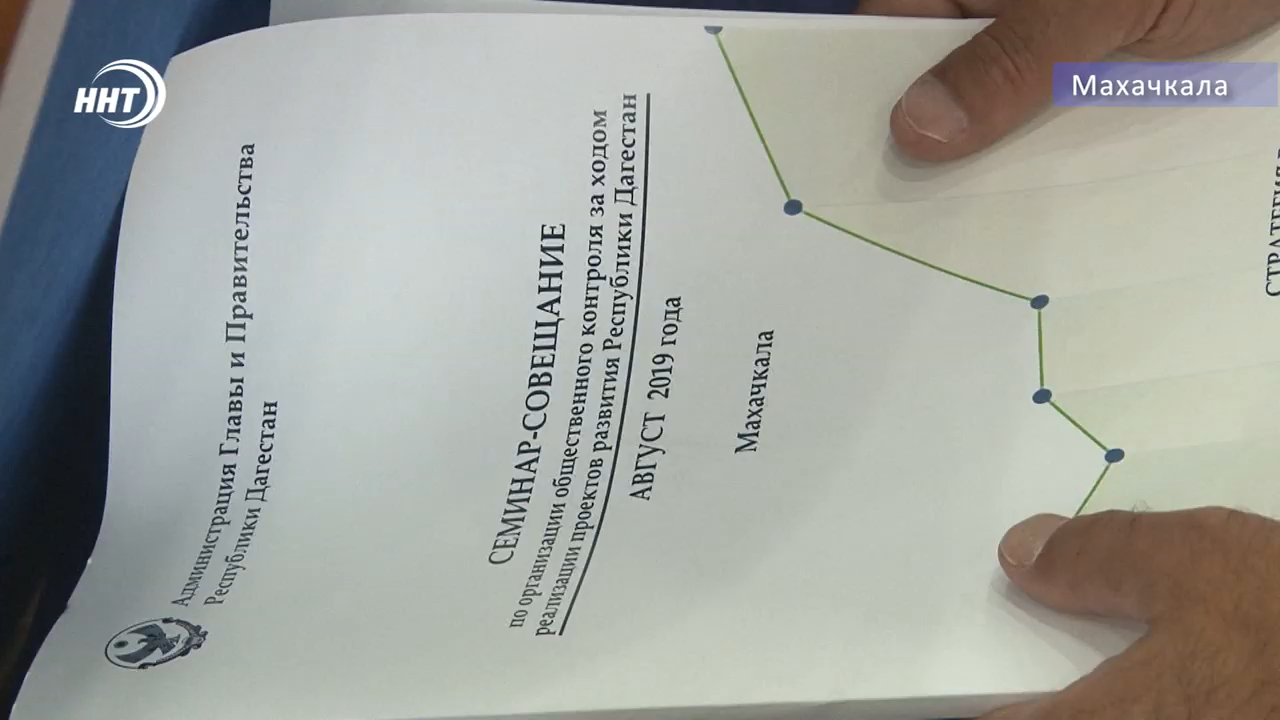 ННТ
Махачкала
Администрация Главы и Правительства
Республики Дагестан
СЕМИНАР-СОВЕЩАНИЕ
по организации общественного контроля за ходом
реализации проектов развития Республики Дагестан
АВГУСТ 2019 года
Махачкала